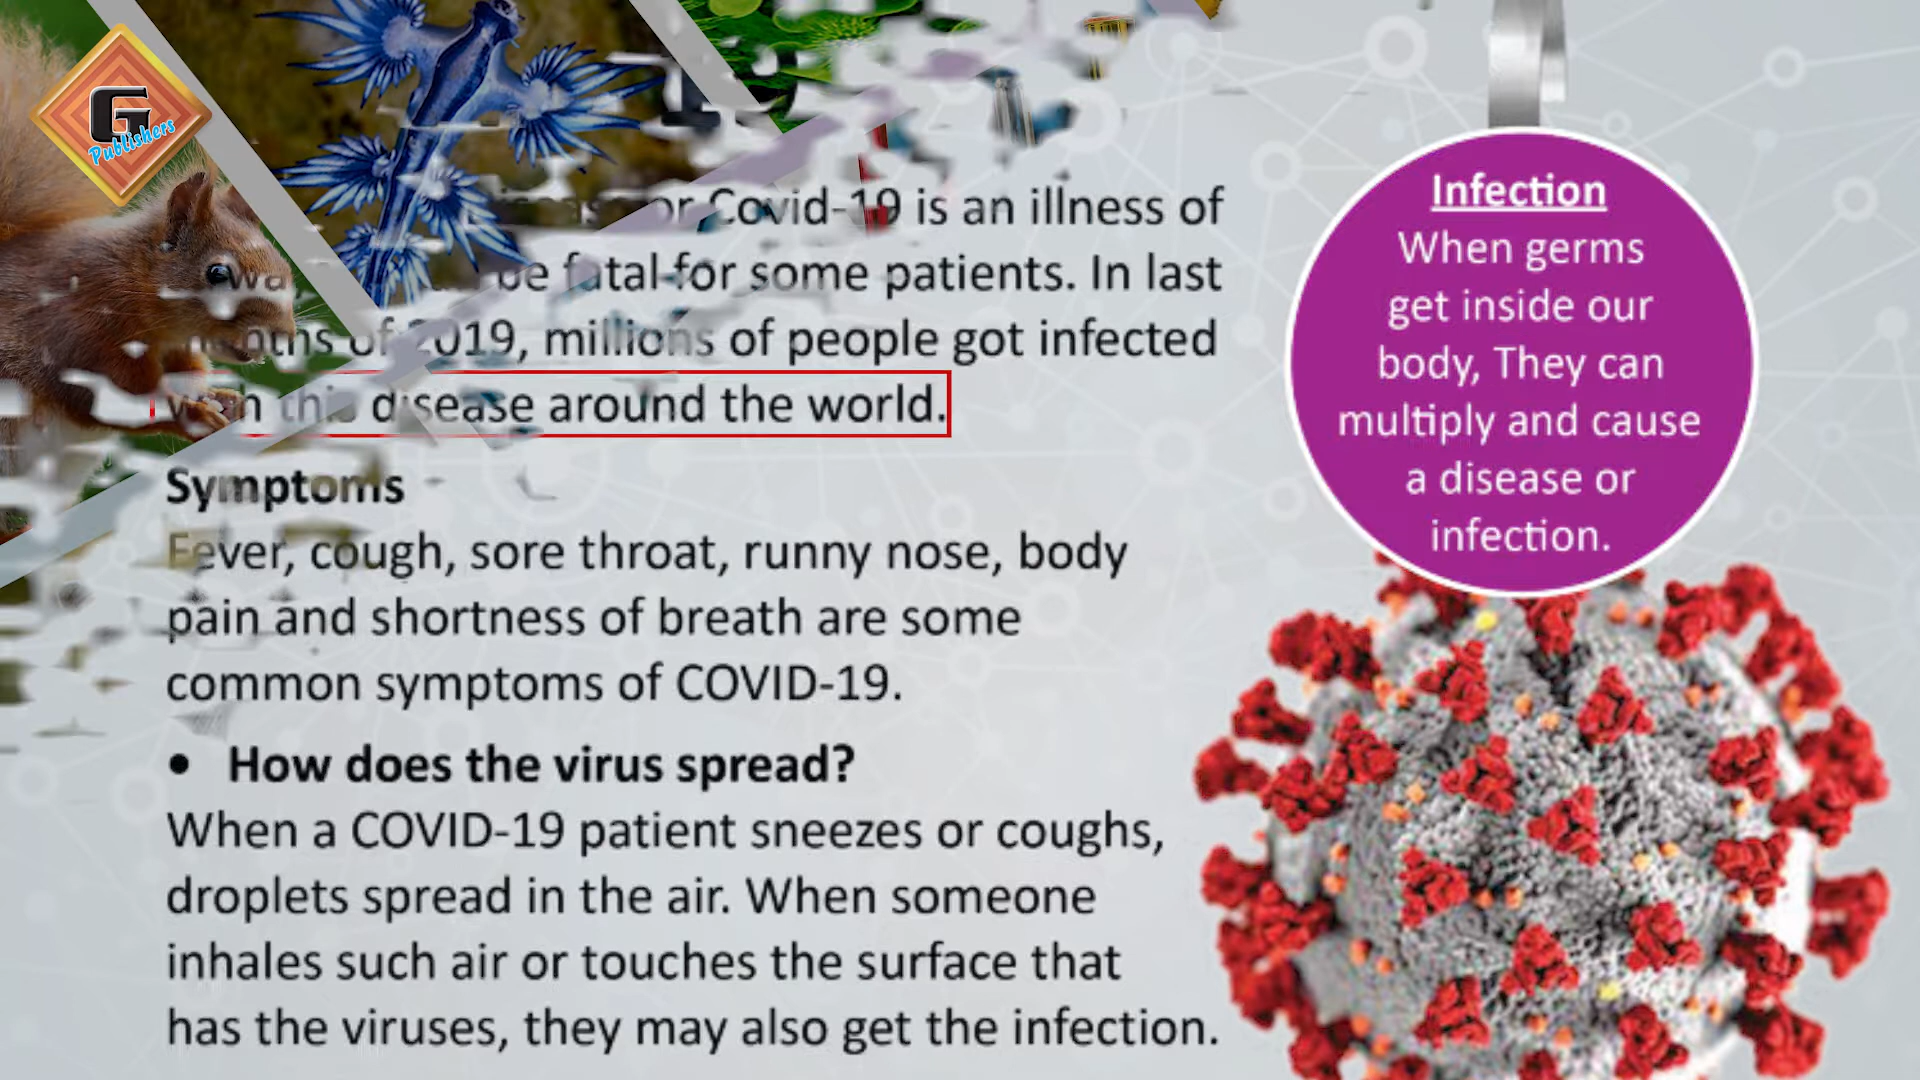 G
Publishers
or Covid-19 is an illness of
be fatal for some patients. In last
of 2019, millions of people got infected
this disease around the world.
Symptoms
Fever, cough, sore throat, runny nose, body
pain and shortness of breath are some
common symptoms of COVID-19.
• How does the virus spread?
When a COVID-19 patient sneezes or coughs,
droplets spread in the air. When someone
inhales such air or touches the surface that
has the viruses, they may also get the infection.
Infection
When germs
get inside our
body, They can
multiply and cause
a disease or
infection.